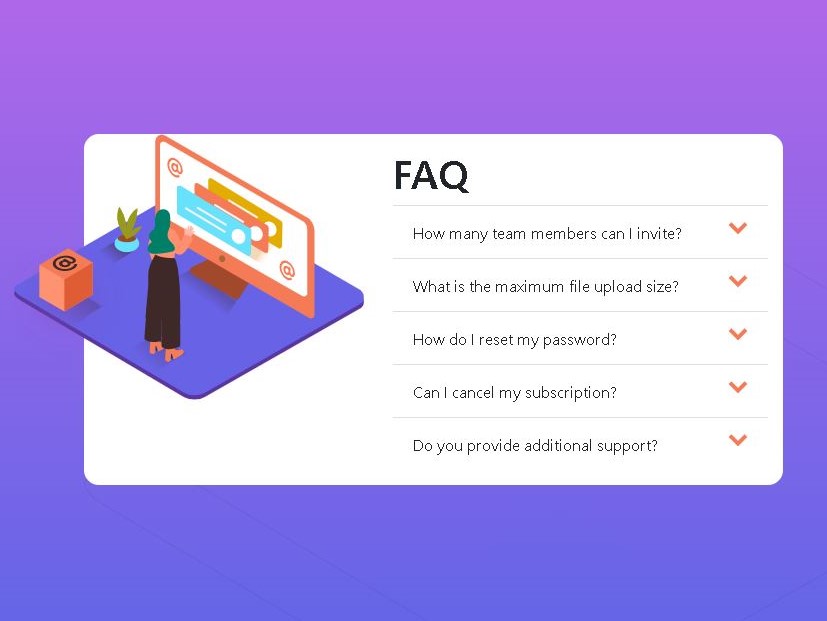 @
@
@
FAQ
How many team members can I invite?
What is the maximum file upload size?
How do I reset my password?
Can I cancel my subscription?
Do you provide additional support?